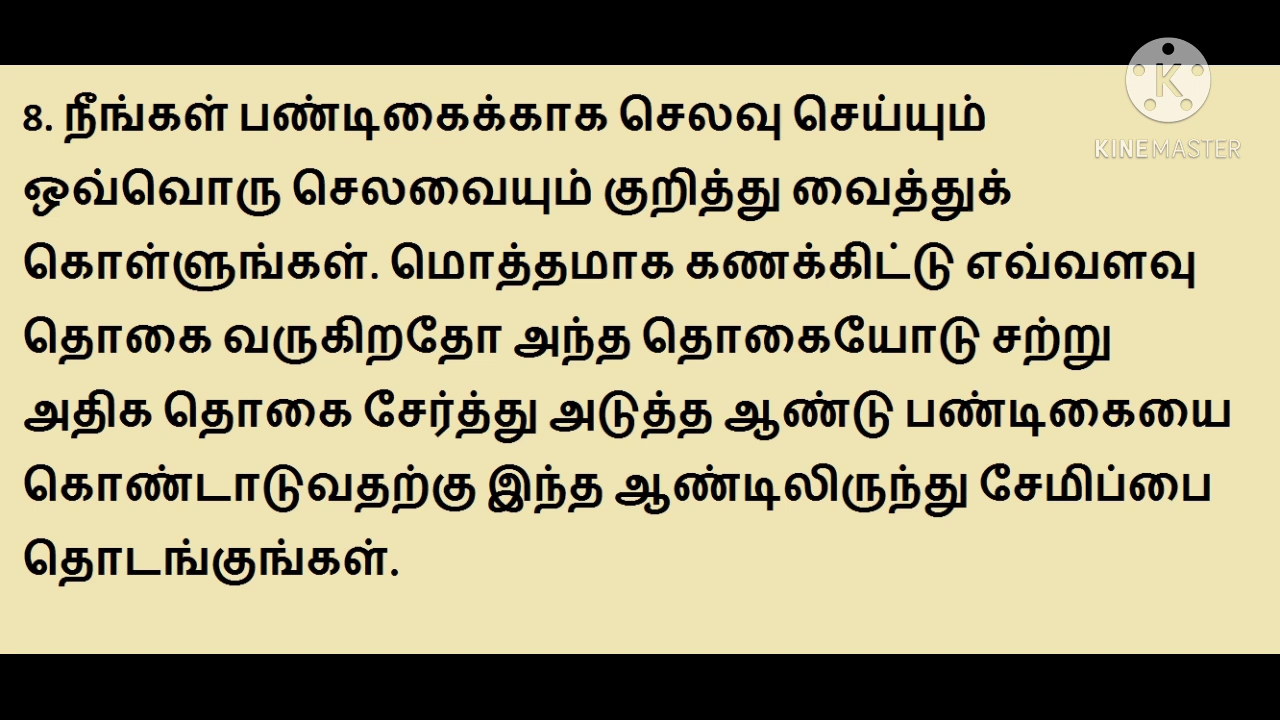 8. நீங்கள் பண்டிகைக்காக செலவு செய்யும்
ஒவ்வொரு செலவையும் குறித்து வைத்துக்
கொள்ளுங்கள். மொத்தமாக கணக்கிட்டு எவ்வளவு
தொகை வருகிறதோ அந்த தொகையோடு சற்று
அதிக தொகை சேர்த்து அடுத்த ஆண்டு பண்டிகையை
கொண்டாடுவதற்கு இந்த ஆண்டிலிருந்து சேமிப்பை
தொடங்குங்கள்.
K
KINEMASTER